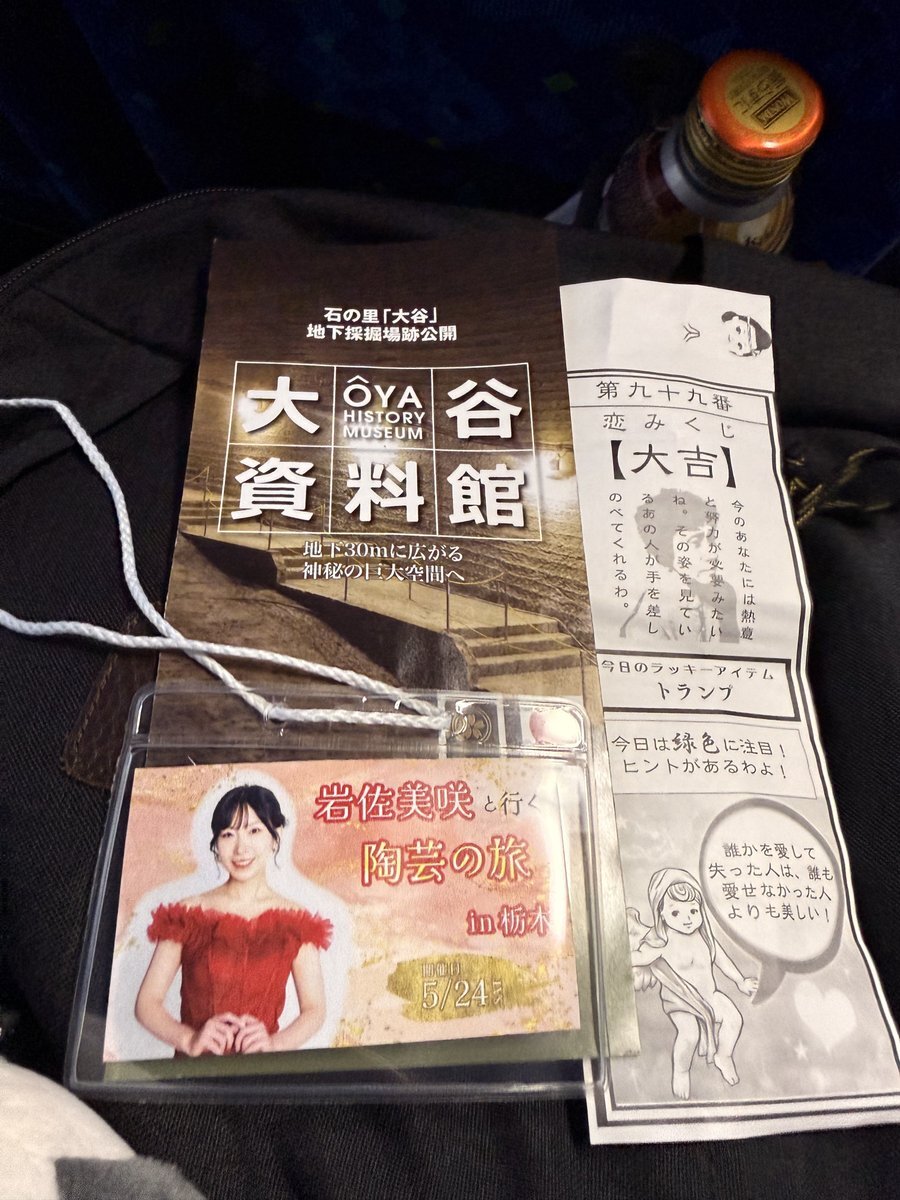 石の里「大谷」
地下採掘場跡公開
大谷
ÔYA
HISTORY
MUSEUM
資料館
地下30mに広がる
神秘の巨大空間へ
岩佐美咲と行く
陶芸の旅
in 栃木
開催日
5/24 SAT
第九十九番
恋みくじ
【大吉】
今のあなたには熱意
と努力が必要みたい
ね。その姿を見てい
るあの人が手を差し
のべてくれるわ。
今日のラッキーアイテム
トランプ
今日は緑色に注目!
ヒントがあるわよ!
誰かを愛して
失った人は、誰も
愛せなかった人
よりも美しい!